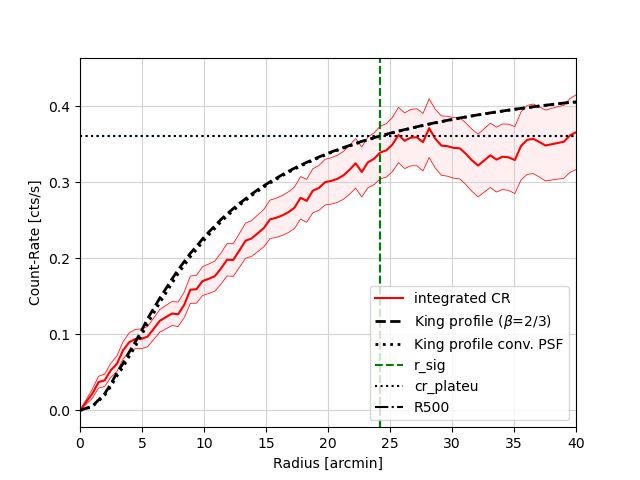 0.4
0.3
0.2
0.1
0.0
Count-Rate [cts/s]
integrated CR
King profile (β=2/3)
King profile conv. PSF
r_sig
cr_plateu
R500
0 5 10 15 20 25 30 35 40
Radius [arcmin]